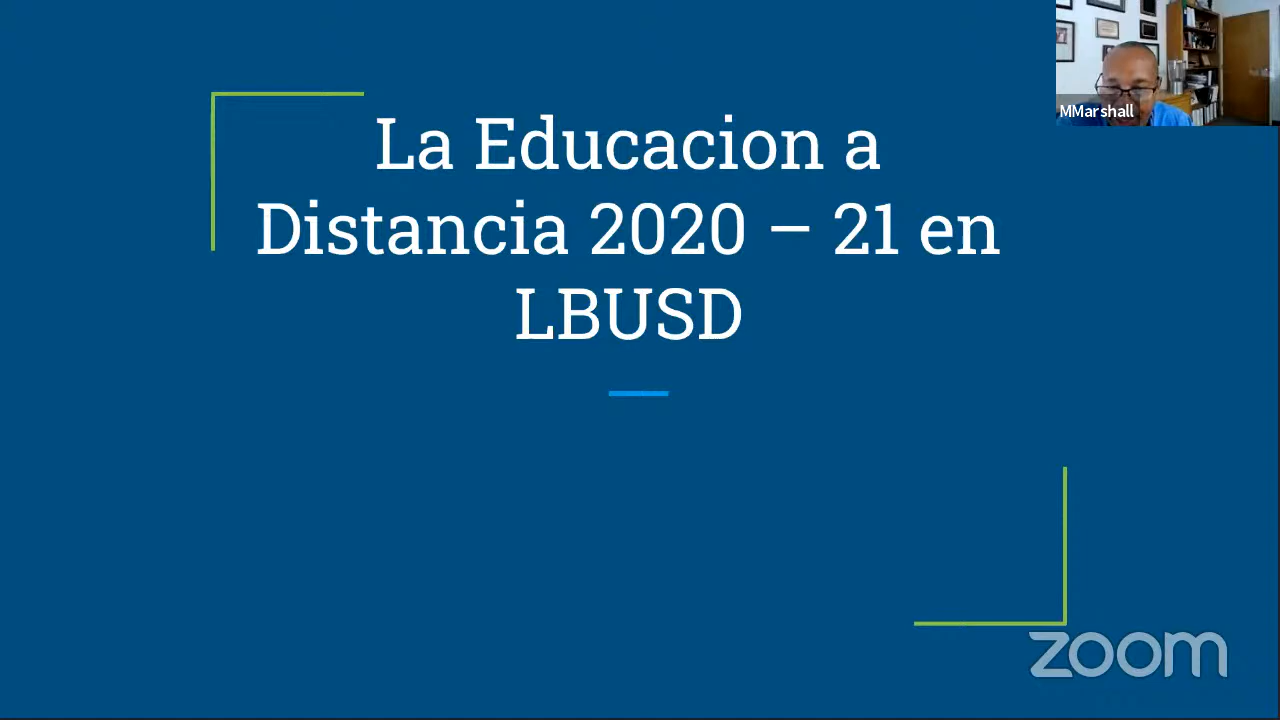 MMarshall
La Educacion a
Distancia 2020 – 21 en
LBUSD
zoom